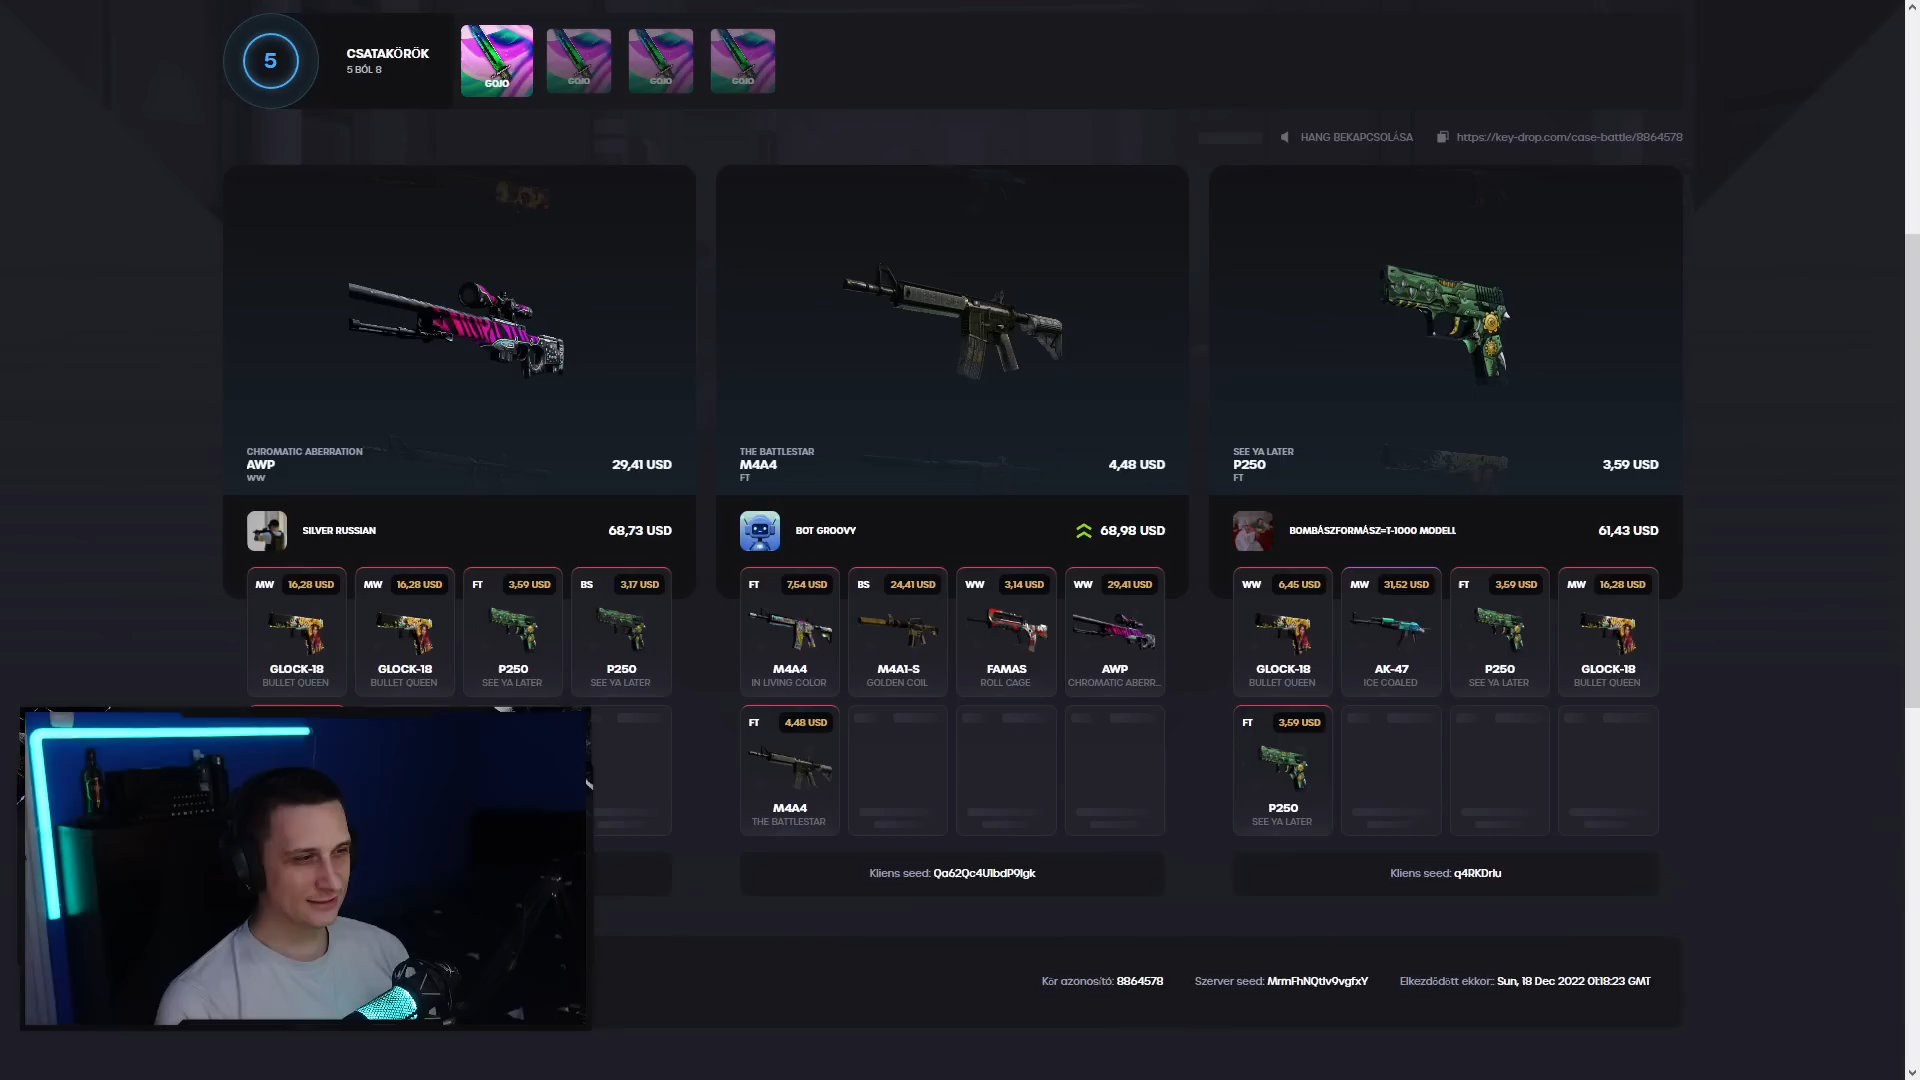 5
CSATAKÖRÖK
5 BÓL 8
GOJO
GOJO
GOJO
GOJO
HANG BEKAPCSOLÁSA
https://key-drop.com/case-battle/8864578
CHROMATIC ABERRATION
AWP
29,41 USD
WW
THE BATTLESTAR
M4A4
4,48 USD
FT
SEE YA LATER
P250
3,59 USD
FT
SILVER RUSSIAN
68,73 USD
BOT GROOVY
68,98 USD
BOMBÁSZFORMÁSZ=T-1000 MODELL
61,43 USD
MW 16,28 USD
GLOCK-18
BULLET QUEEN
MW 16,28 USD
GLOCK-18
BULLET QUEEN
FT 3,59 USD
P250
SEE YA LATER
BS 3,17 USD
P250
SEE YA LATER
FT 7,54 USD
M4A4
IN LIVING COLOR
BS 24,41 USD
M4A1-S
GOLDEN COIL
WW 3,14 USD
FAMAS
ROLL CAGE
WW 29,41 USD
AWP
CHROMATIC ABERR...
WW 6,45 USD
GLOCK-18
BULLET QUEEN
MW 31,52 USD
AK-47
ICE COALED
FT 3,59 USD
P250
SEE YA LATER
MW 16,28 USD
GLOCK-18
BULLET QUEEN
FT 4,48 USD
M4A4
THE BATTLESTAR
FT 3,59 USD
P250
SEE YA LATER
Kliens seed: Qa62Qc4U1bdP9Igk
Kliens seed: q4RKDrIu
Kör azonosító: 8864578
Szerver seed: MrmFhNQtIv9vgfxY
Elkezdődött ekkor:: Sun, 18 Dec 2022 01:18:23 GMT